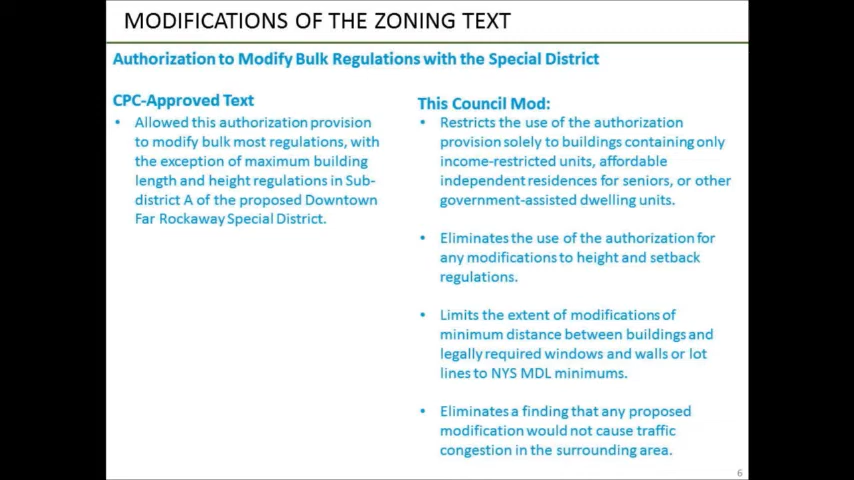 MODIFICATIONS OF THE ZONING TEXT
Authorization to Modify Bulk Regulations with the Special District
CPC-Approved Text
• Allowed this authorization provision
to modify bulk most regulations, with
the exception of maximum building
length and height regulations in Sub-
district A of the proposed Downtown
Far Rockaway Special District.
This Council Mod:
• Restricts the use of the authorization
provision solely to buildings containing only
income-restricted units, affordable
independent residences for seniors, or other
government-assisted dwelling units.
• Eliminates the use of the authorization for
any modifications to height and setback
regulations.
• Limits the extent of modifications of
minimum distance between buildings and
legally required windows and walls or lot
lines to NYS MDL minimums.
• Eliminates a finding that any proposed
modification would not cause traffic
congestion in the surrounding area.
6